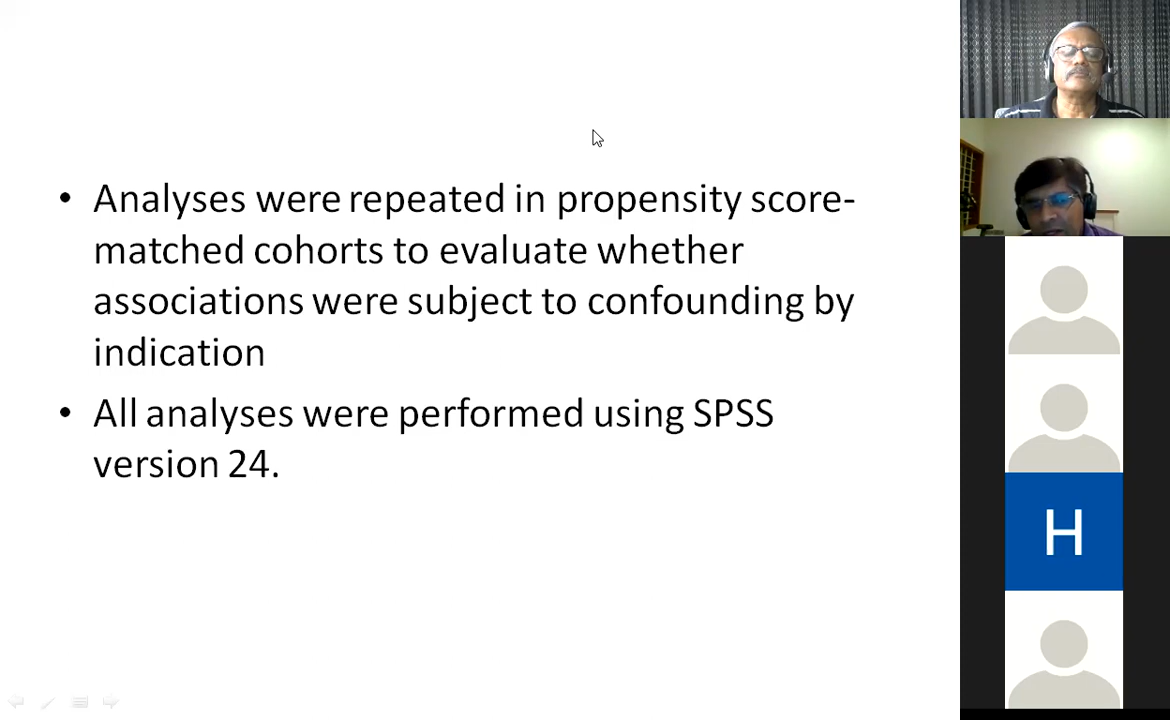 • Analyses were repeated in propensity score-
matched cohorts to evaluate whether
associations were subject to confounding by
indication
• All analyses were performed using SPSS
version 24.
H